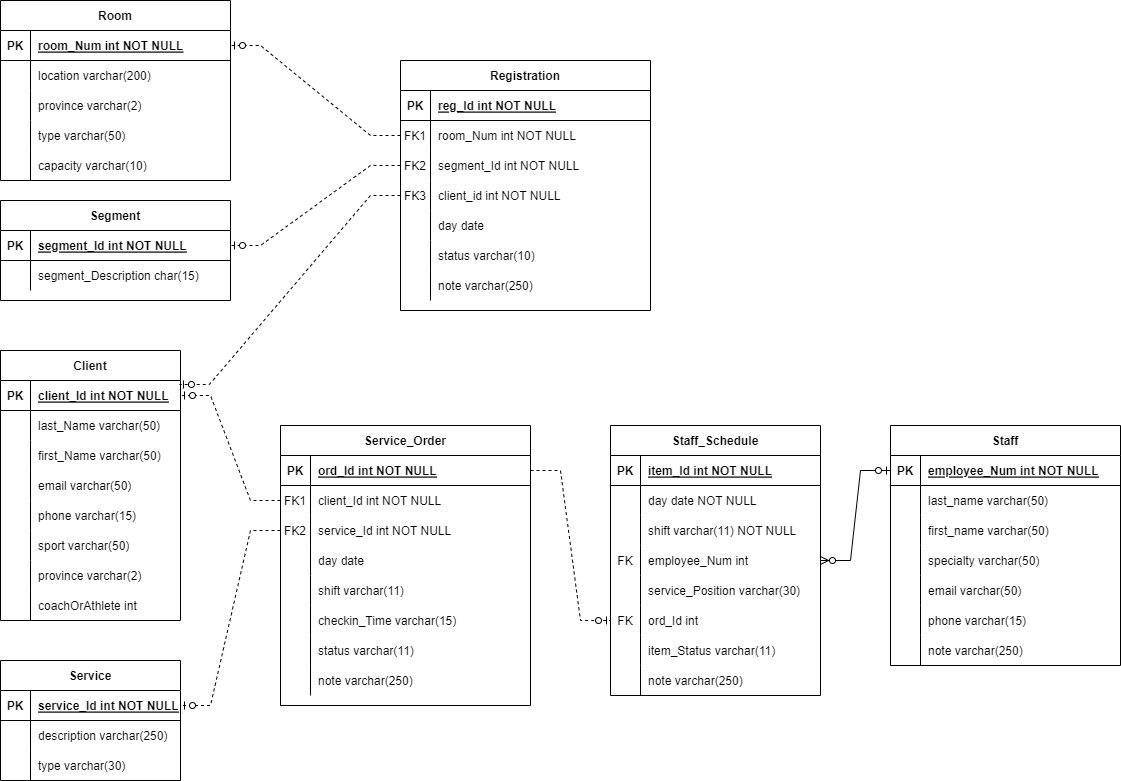 Room
PK room_Num int NOT NULL
location varchar(200)
province varchar(2)
type varchar(50)
capacity varchar(10)
Registration
PK reg_Id int NOT NULL
FK1 room_Num int NOT NULL
FK2 segment_Id int NOT NULL
FK3 client_id int NOT NULL
day date
status varchar(10)
note varchar(250)
Segment
PK segment_Id int NOT NULL
segment_Description char(15)
Client
PK client_Id int NOT NULL
last_Name varchar(50)
first_Name varchar(50)
email varchar(50)
phone varchar(15)
sport varchar(50)
province varchar(2)
coachOrAthlete int
Service_Order
PK ord_Id int NOT NULL
FK1 client_Id int NOT NULL
FK2 service_Id int NOT NULL
day date
shift varchar(11)
checkin_Time varchar(15)
status varchar(11)
note varchar(250)
Staff_Schedule
PK item_Id int NOT NULL
day date NOT NULL
shift varchar(11) NOT NULL
FK employee_Num int
service_Position varchar(30)
FK ord_Id int
item_Status varchar(11)
note varchar(250)
Staff
PK employee_Num int NOT NULL
last_name varchar(50)
first_name varchar(50)
specialty varchar(50)
email varchar(50)
phone varchar(15)
note varchar(250)
Service
PK service_Id int NOT NULL
description varchar(250)
type varchar(30)